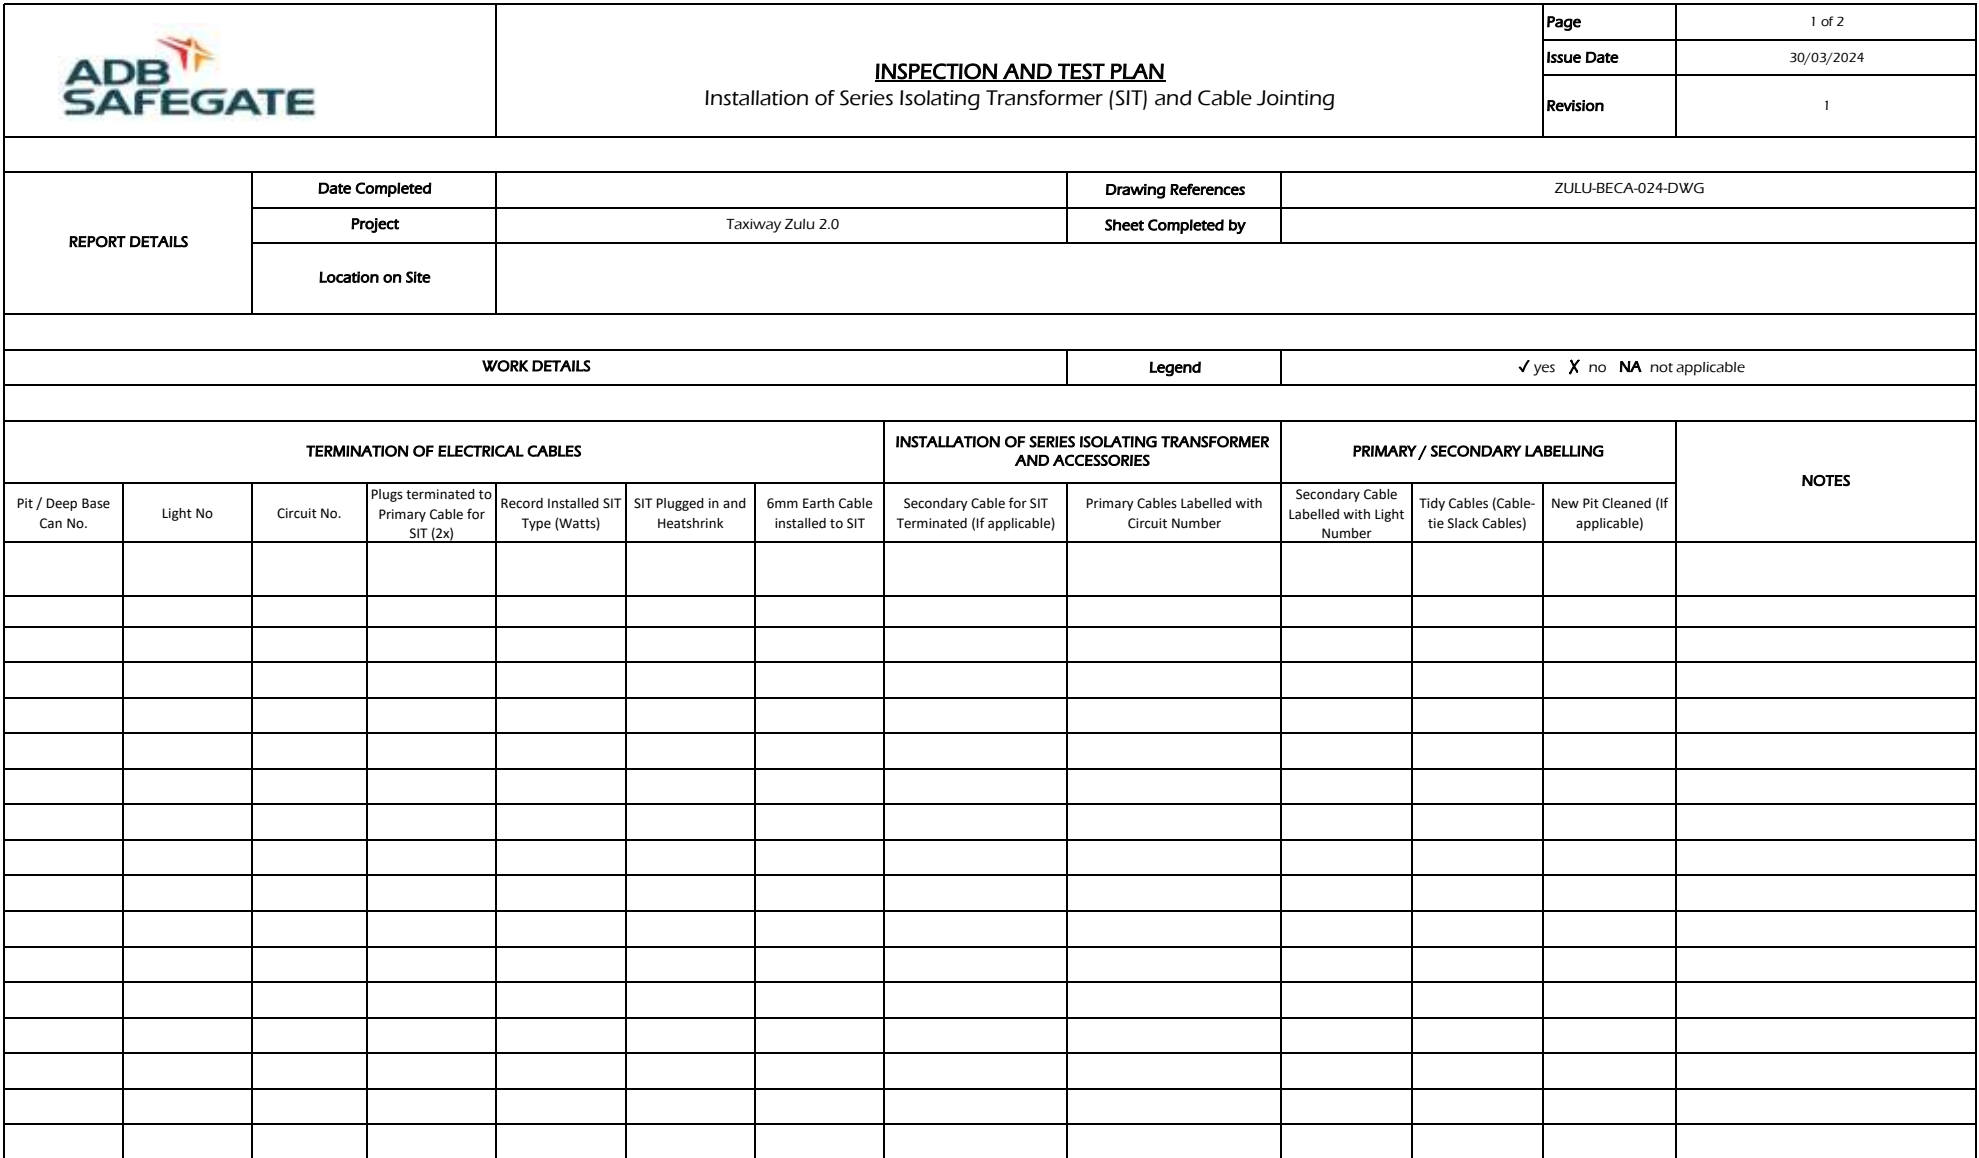 ADB
SAFEGATE
INSPECTION AND TEST PLAN
Installation of Series Isolating Transformer (SIT) and Cable Jointing
Page
1 of 2
Issue Date
30/03/2024
Revision
1
REPORT DETAILS
Date Completed
Drawing References
ZULU-BECA-024-DWG
Project
Taxiway Zulu 2.0
Sheet Completed by
Location on Site
WORK DETAILS
Legend
✓ yes ✗ no NA not applicable
TERMINATION OF ELECTRICAL CABLES
INSTALLATION OF SERIES ISOLATING TRANSFORMER
AND ACCESSORIES
PRIMARY / SECONDARY LABELLING
NOTES
Pit / Deep Base
Can No.
Light No
Circuit No.
Plugs terminated to
Primary Cable for
SIT (2x)
Record Installed SIT
Type (Watts)
SIT Plugged in and
Heatshrink
6mm Earth Cable
installed to SIT
Secondary Cable for SIT
Terminated (If applicable)
Primary Cables Labelled with
Circuit Number
Secondary Cable
Labelled with Light
Number
Tidy Cables (Cable-
tie Slack Cables)
New Pit Cleaned (If
applicable)